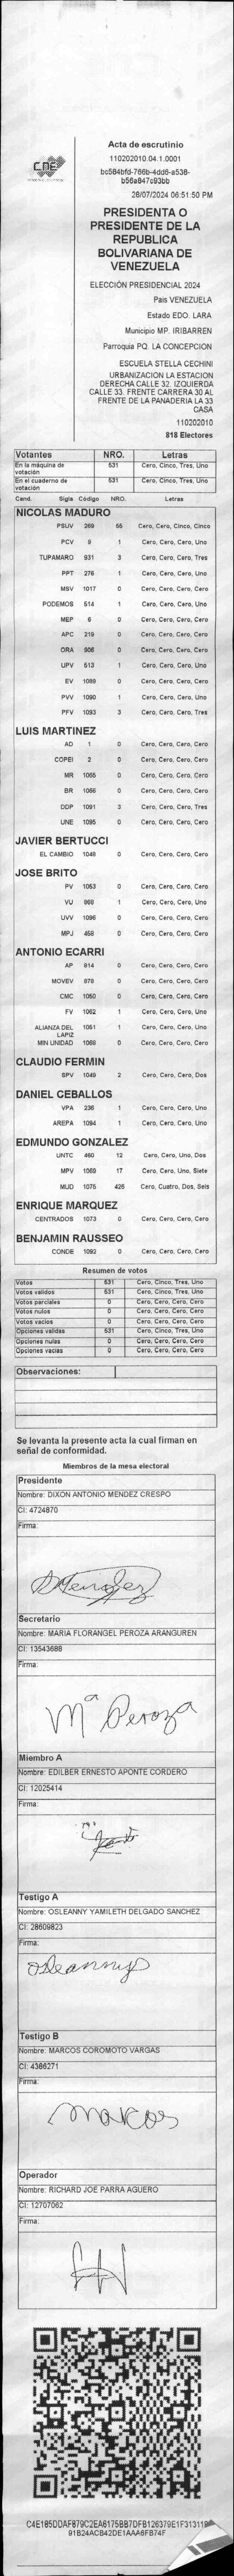 CNE
Acta de escrutinio
110202010.04.1.0001
bc584bfd-766b-4dd6-a538-
b56a847c93bb
28/07/2024 06:51:50 PM
PRESIDENTA O
PRESIDENTE DE LA
REPUBLICA
BOLIVARIANA DE
VENEZUELA
ELECCIÓN PRESIDENCIAL 2024
Pais VENEZUELA
Estado EDO. LARA
Municipio MP. IRIBARREN
Parroquia PQ. LA CONCEPCION
ESCUELA STELLA CECHINI
URBANIZACION LA ESTACION
DERECHA CALLE 32. IZQUIERDA
CALLE 33. FRENTE CARRERA 30 AL
FRENTE DE LA PANADERIA LA 33
CASA
110202010
818 Electores
Votantes NRO. Letras
En la máquina de votación 531 Cero, Cinco, Tres, Uno
En el cuaderno de votación 531 Cero, Cinco, Tres, Uno
Cand. Sigla Código NRO. Letras
NICOLAS MADURO
PSUV 269 55 Cero, Cero, Cinco, Cinco
PCV 9 1 Cero, Cero, Cero, Uno
TUPAMARO 931 3 Cero, Cero, Cero, Tres
PPT 276 1 Cero, Cero, Cero, Uno
MSV 1017 0 Cero, Cero, Cero, Cero
PODEMOS 514 1 Cero, Cero, Cero, Uno
MEP 6 0 Cero, Cero, Cero, Cero
APC 219 0 Cero, Cero, Cero, Cero
ORA 906 0 Cero, Cero, Cero, Cero
UPV 513 1 Cero, Cero, Cero, Uno
EV 1089 0 Cero, Cero, Cero, Cero
PVV 1090 1 Cero, Cero, Cero, Uno
PFV 1093 3 Cero, Cero, Cero, Tres
LUIS MARTINEZ
AD 1 0 Cero, Cero, Cero, Cero
COPEI 2 0 Cero, Cero, Cero, Cero
MR 1065 0 Cero, Cero, Cero, Cero
BR 1086 0 Cero, Cero, Cero, Cero
DDP 1091 3 Cero, Cero, Cero, Tres
UNE 1095 0 Cero, Cero, Cero, Cero
JAVIER BERTUCCI
EL CAMBIO 1046 0 Cero, Cero, Cero, Cero
JOSE BRITO
PV 1053 0 Cero, Cero, Cero, Cero
VU 868 1 Cero, Cero, Cero, Uno
UVV 1096 0 Cero, Cero, Cero, Cero
MPJ 458 0 Cero, Cero, Cero, Cero
ANTONIO ECARRI
AP 914 0 Cero, Cero, Cero, Cero
MOVEV 879 0 Cero, Cero, Cero, Cero
CMC 1050 0 Cero, Cero, Cero, Cero
FV 1062 1 Cero, Cero, Cero, Uno
ALIANZA DEL LAPIZ 1051 1 Cero, Cero, Cero, Uno
MIN UNIDAD 1068 0 Cero, Cero, Cero, Cero
CLAUDIO FERMIN
SPV 1049 2 Cero, Cero, Cero, Dos
DANIEL CEBALLOS
VPA 236 1 Cero, Cero, Cero, Uno
AREPA 1094 1 Cero, Cero, Cero, Uno
EDMUNDO GONZALEZ
UNTC 460 12 Cero, Cero, Uno, Dos
MPV 1069 17 Cero, Cero, Uno, Siete
MUD 1075 426 Cero, Cuatro, Dos, Seis
ENRIQUE MARQUEZ
CENTRADOS 1073 0 Cero, Cero, Cero, Cero
BENJAMIN RAUSSEO
CONDE 1092 0 Cero, Cero, Cero, Cero
Resumen de votos
Votos 531 Cero, Cinco, Tres, Uno
Votos validos 531 Cero, Cinco, Tres, Uno
Votos parciales 0 Cero, Cero, Cero, Cero
Votos nulos 0 Cero, Cero, Cero, Cero
Votos vacios 0 Cero, Cero, Cero, Cero
Opciones validas 531 Cero, Cinco, Tres, Uno
Opciones nulas 0 Cero, Cero, Cero, Cero
Opciones vacias 0 Cero, Cero, Cero, Cero
Observaciones:
Se levanta la presente acta la cual firman en
señal de conformidad.
Miembros de la mesa electoral
Presidente
Nombre: DIXON ANTONIO MENDEZ CRESPO
CI: 4724870
Firma:
DMendez
Secretario
Nombre: MARIA FLORANGEL PEROZA ARANGUREN
CI: 13543688
Firma:
Mª Peroza
Miembro A
Nombre: EDILBER ERNESTO APONTE CORDERO
CI: 12025414
Firma:
Testigo A
Nombre: OSLEANNY YAMILETH DELGADO SANCHEZ
CI: 28609823
Firma:
Osleannys
Testigo B
Nombre: MARCOS COROMOTO VARGAS
CI: 4386271
Firma:
Marcos
Operador
Nombre: RICHARD JOE PARRA AGUERO
CI: 12707062
Firma: